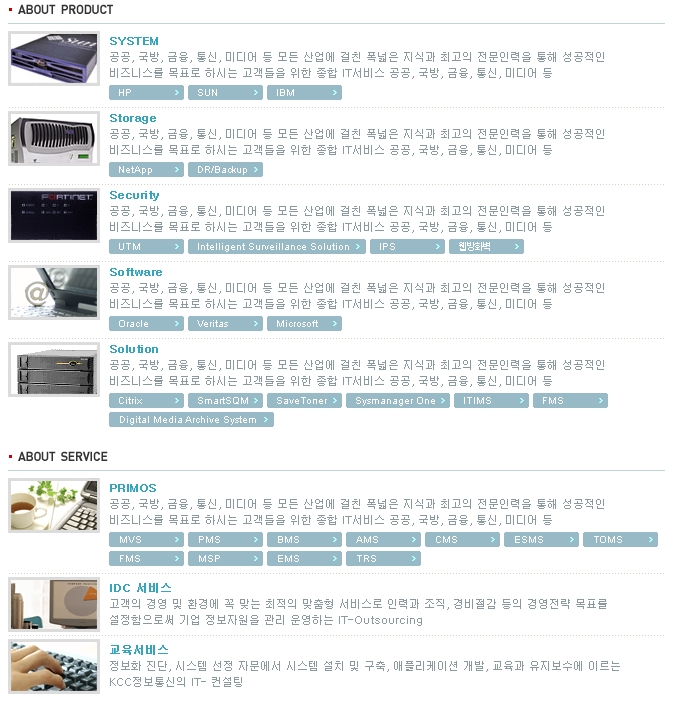 ABOUT PRODUCT
SYSTEM
공공, 국방, 금융, 통신, 미디어 등 모든 산업에 걸친 폭넓은 지식과 최고의 전문인력을 통해 성공적인
비즈니스를 목표로 하시는 고객들을 위한 종합 IT서비스 공공, 국방, 금융, 통신, 미디어 등
HP SUN IBM
Storage
공공, 국방, 금융, 통신, 미디어 등 모든 산업에 걸친 폭넓은 지식과 최고의 전문인력을 통해 성공적인
비즈니스를 목표로 하시는 고객들을 위한 종합 IT서비스 공공, 국방, 금융, 통신, 미디어 등
NetApp DR/Backup
FORTINET
Security
공공, 국방, 금융, 통신, 미디어 등 모든 산업에 걸친 폭넓은 지식과 최고의 전문인력을 통해 성공적인
비즈니스를 목표로 하시는 고객들을 위한 종합 IT서비스 공공, 국방, 금융, 통신, 미디어 등
UTM Intelligent Surveillance Solution IPS 웹방화벽
Software
공공, 국방, 금융, 통신, 미디어 등 모든 산업에 걸친 폭넓은 지식과 최고의 전문인력을 통해 성공적인
비즈니스를 목표로 하시는 고객들을 위한 종합 IT서비스 공공, 국방, 금융, 통신, 미디어 등
Oracle Veritas Microsoft
Solution
공공, 국방, 금융, 통신, 미디어 등 모든 산업에 걸친 폭넓은 지식과 최고의 전문인력을 통해 성공적인
비즈니스를 목표로 하시는 고객들을 위한 종합 IT서비스 공공, 국방, 금융, 통신, 미디어 등
Citrix SmartSQM SaveToner Sysmanager One ITIMS FMS
Digital Media Archive System
ABOUT SERVICE
PRIMOS
공공, 국방, 금융, 통신, 미디어 등 모든 산업에 걸친 폭넓은 지식과 최고의 전문인력을 통해 성공적인
비즈니스를 목표로 하시는 고객들을 위한 종합 IT서비스 공공, 국방, 금융, 통신, 미디어 등
MVS PMS BMS AMS CMS ESMS TOMS
FMS MSP EMS TRS
IDC 서비스
고객의 경영 및 환경에 꼭 맞는 최적의 맞춤형 서비스로 인력과 조직, 경비절감 등의 경영전략 목표를
설정함으로써 기업 정보자원을 관리 운영하는 IT-Outsourcing
교육서비스
정보화 진단, 시스템 선정 자문에서 시스템 설치 및 구축, 애플리케이션 개발, 교육과 유지보수에 이르는
KCC정보통신의 IT- 컨설팅